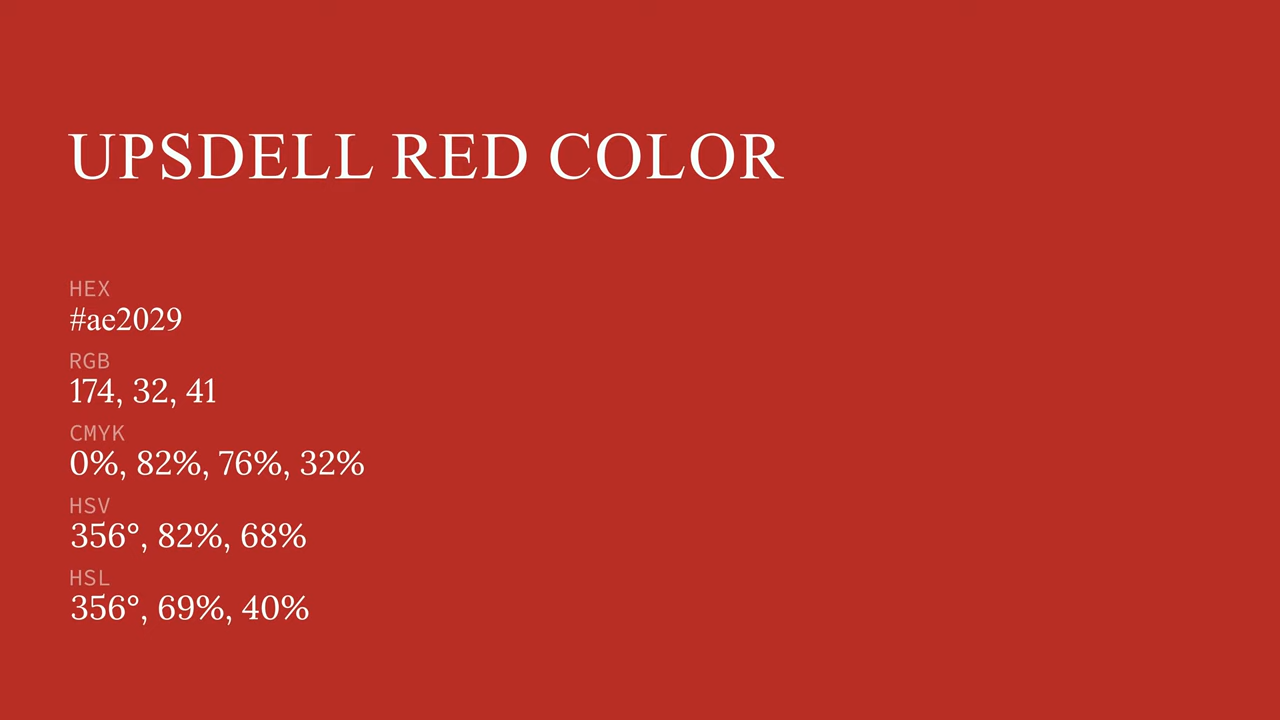 UPSDELL RED COLOR
HEX
#ae2029
RGB
174, 32, 41
CMYK
0%, 82%, 76%, 32%
HSV
356°, 82%, 68%
HSL
356°, 69%, 40%